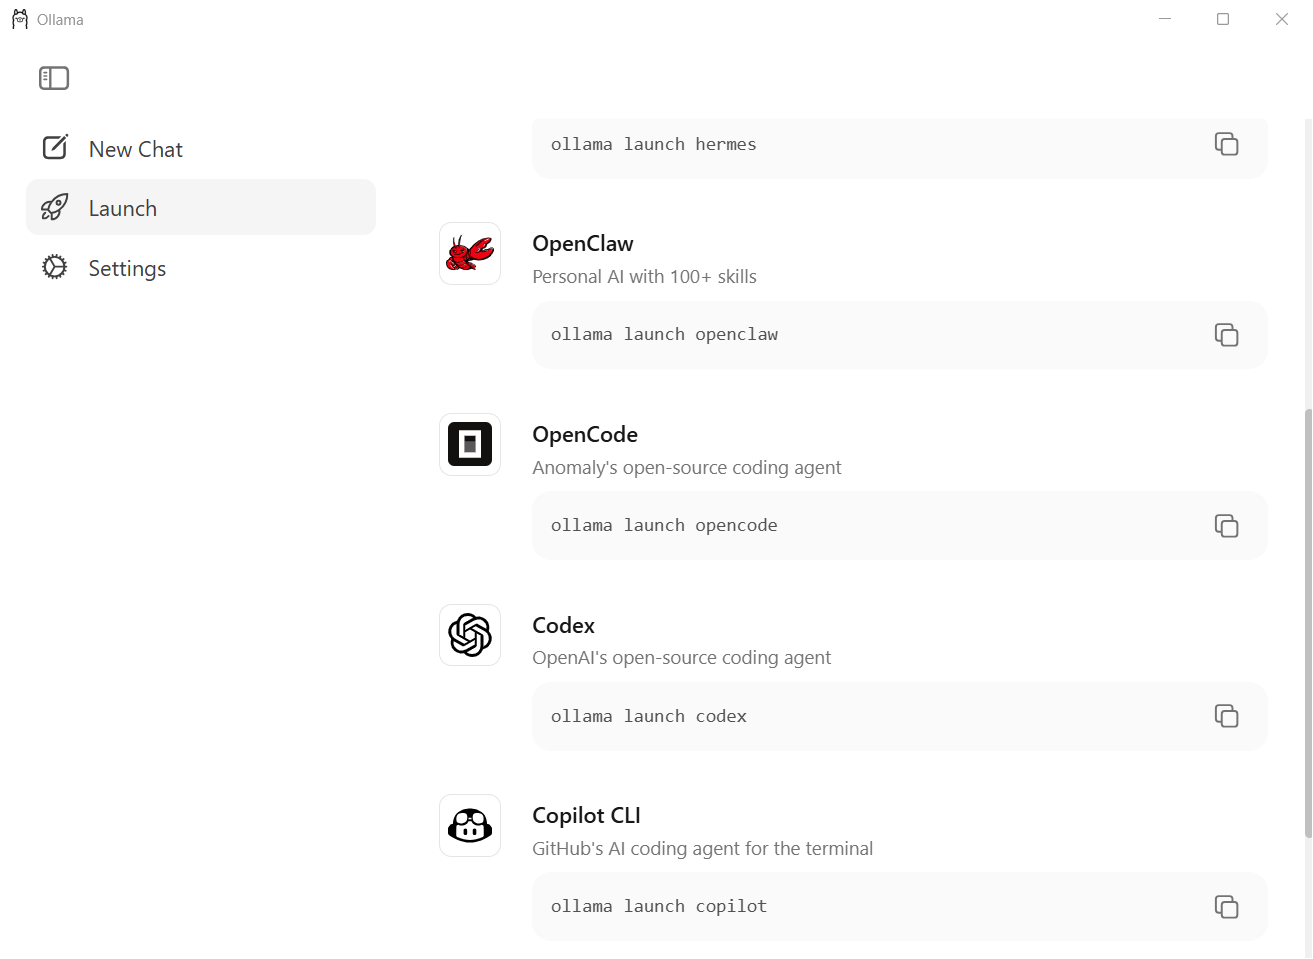 Ollama
New Chat
Launch
Settings
ollama launch hermes
OpenClaw
Personal AI with 100+ skills
ollama launch openclaw
OpenCode
Anomaly's open-source coding agent
ollama launch opencode
Codex
OpenAI's open-source coding agent
ollama launch codex
Copilot CLI
GitHub's AI coding agent for the terminal
ollama launch copilot